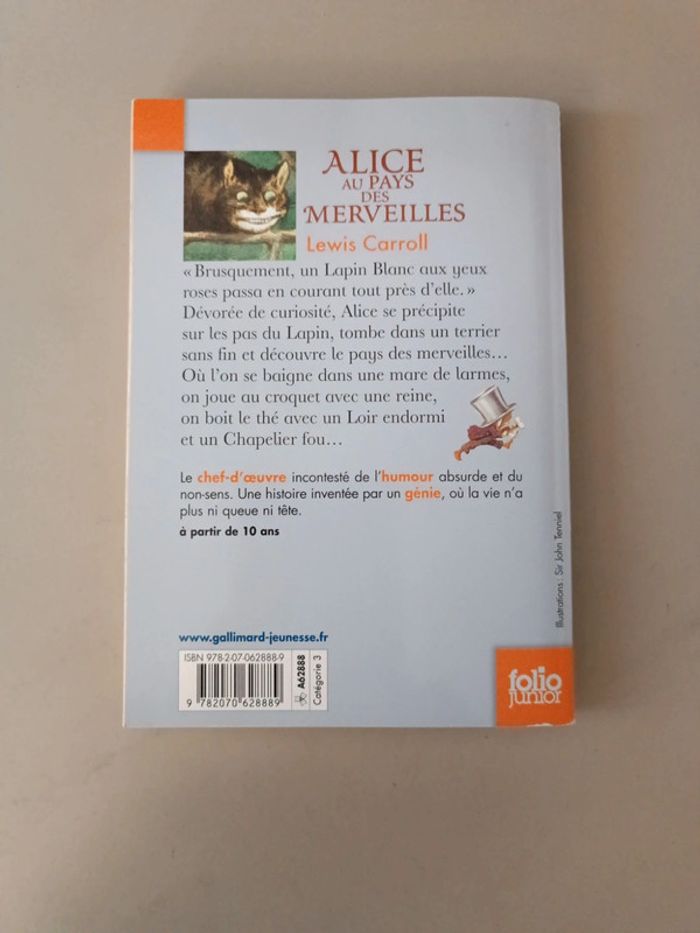 ALICE
AU PAYS
DES
MERVEILLES
Lewis Carroll
« Brusquement, un Lapin Blanc aux yeux
roses passa en courant tout près d'elle. »
Dévorée de curiosité, Alice se précipite
sur les pas du Lapin, tombe dans un terrier
sans fin et découvre le pays des merveilles...
Où l'on se baigne dans une mare de larmes,
on joue au croquet avec une reine,
on boit le thé avec un Loir endormi
et un Chapelier fou...
Le chef-d'œuvre incontesté de l'humour absurde et du
non-sens. Une histoire inventée par un génie, où la vie n'a
plus ni queue ni tête.
à partir de 10 ans
Illustrations : Sir John Tenniel
www.gallimard-jeunesse.fr
ISBN 978-2-07-062888-9
9 782070 628889
A62888
Catégorie 3
folio
junior